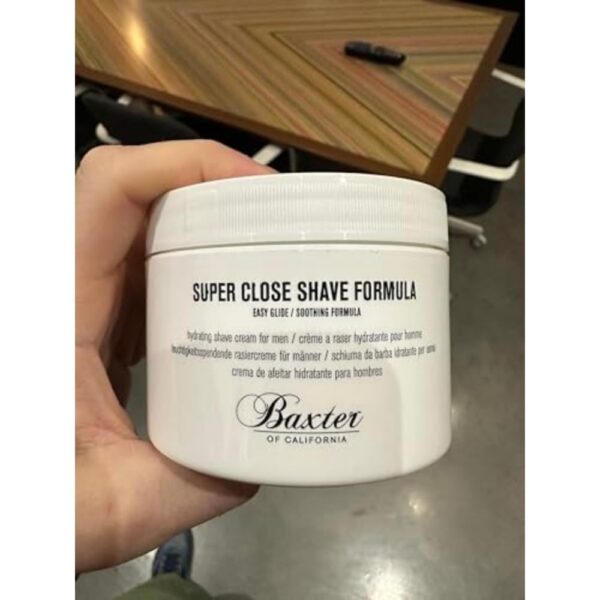 SUPER CLOSE SHAVE FORMULA
EASY GLIDE / SOOTHING FORMULA
hydrating shave cream for men / crème a raser hydratante pour homme
feuchtigkeitsspendende rasiercreme für männer / schiuma da barba idratante per uomo
crema de afeitar hidratante para hombres
Baxter
OF CALIFORNIA